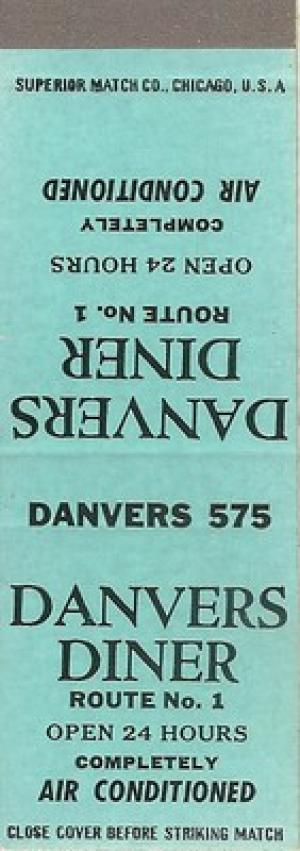 SUPERIOR MATCH CO., CHICAGO, U.S.A
DANVERS
DINER
ROUTE No. 1
OPEN 24 HOURS
COMPLETELY
AIR CONDITIONED
DANVERS 575
DANVERS
DINER
ROUTE No. 1
OPEN 24 HOURS
COMPLETELY
AIR CONDITIONED
CLOSE COVER BEFORE STRIKING MATCH